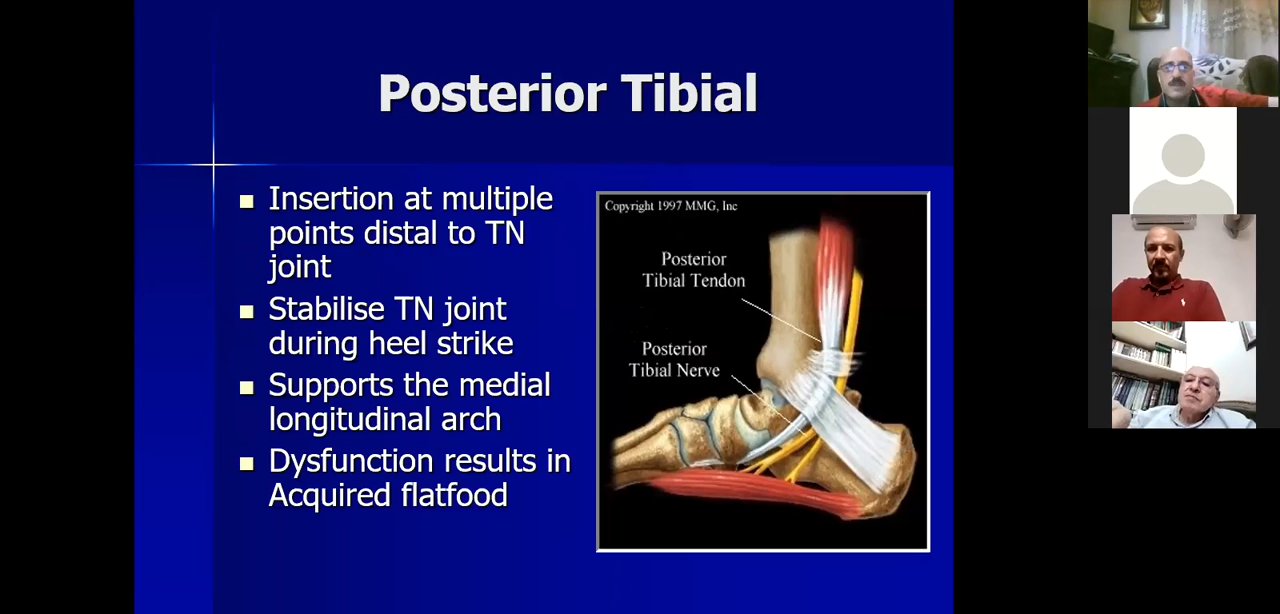 Posterior Tibial
Insertion at multiple
points distal to TN
joint
Stabilise TN joint
during heel strike
Supports the medial
longitudinal arch
Dysfunction results in
Acquired flatfood
Copyright 1997 MMG, Inc
Posterior
Tibial Tendon
Posterior
Tibial Nerve